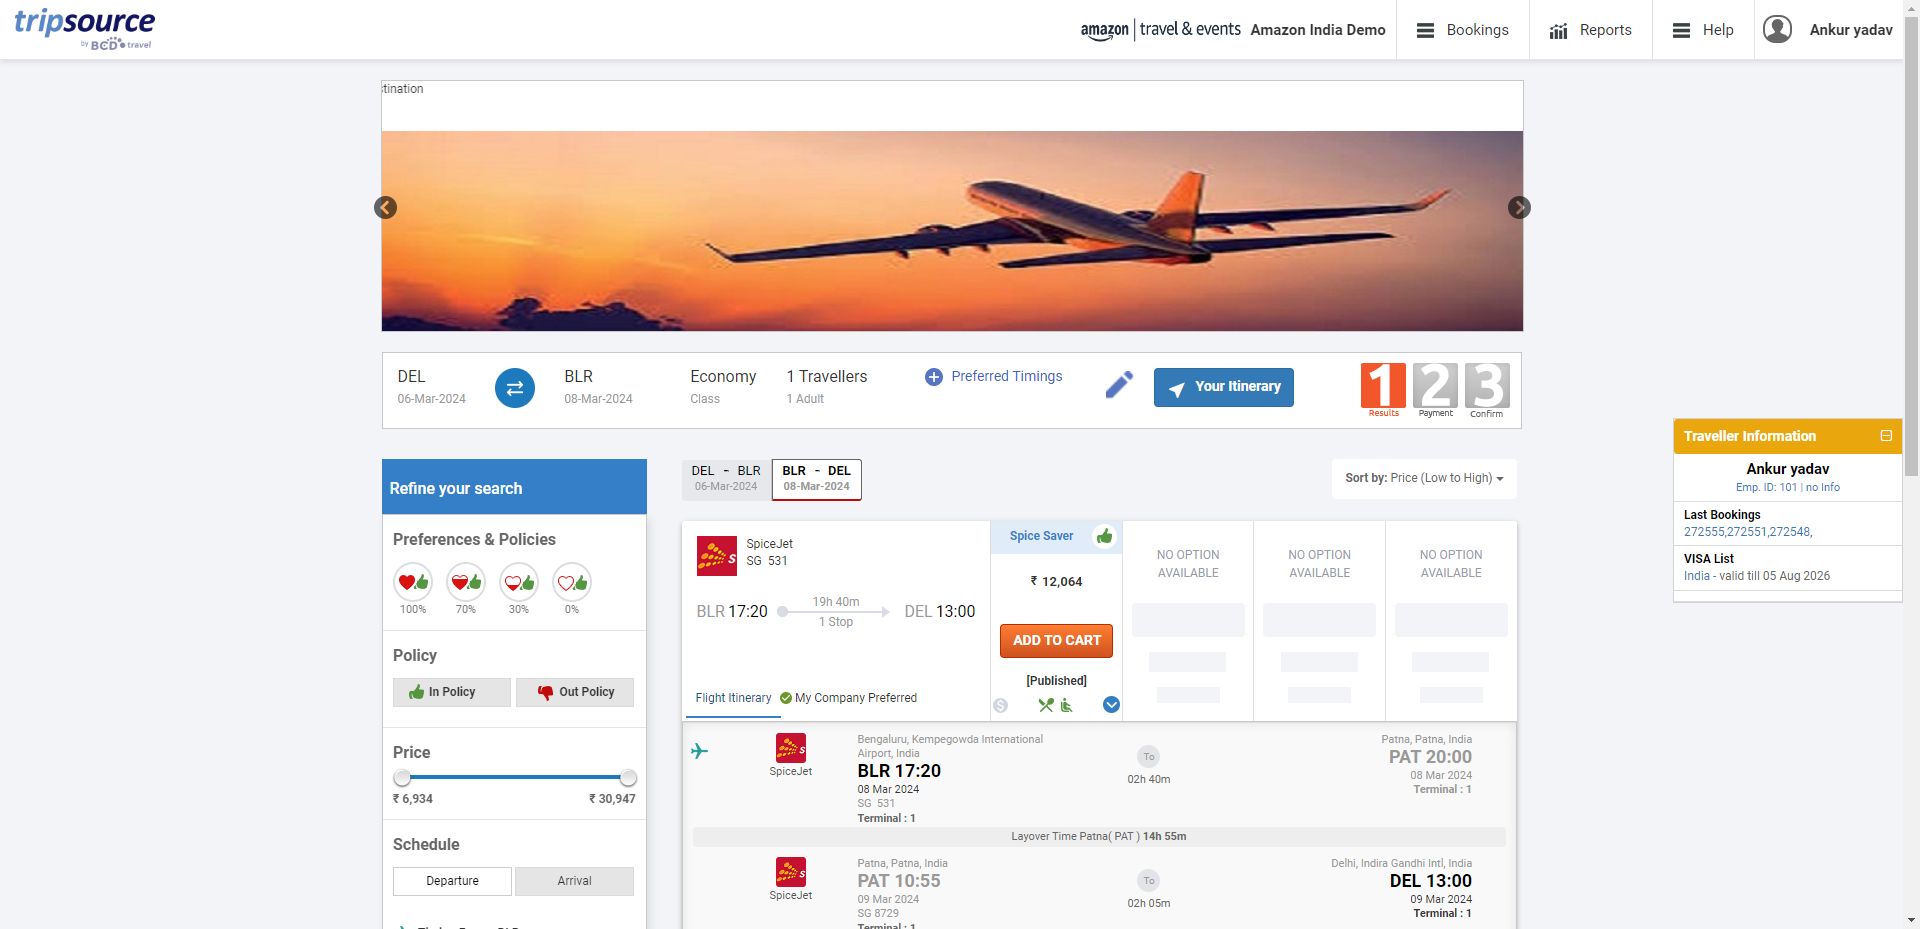 tripsource
by BCD travel
amazon | travel & events Amazon India Demo
Bookings
Reports
Help
Ankur yadav
stination
DEL
06-Mar-2024
BLR
08-Mar-2024
Economy
Class
1 Travellers
1 Adult
Preferred Timings
Your Itinerary
1 2 3
Results Payment Confirm
Traveller Information
Ankur yadav
Emp. ID: 101 | no Info
Last Bookings
272555,272551,272548,
VISA List
India - valid till 05 Aug 2026
Refine your search
Preferences & Policies
100% 70% 30% 0%
Policy
In Policy Out Policy
Price
₹ 6,934 ₹ 30,947
Schedule
Departure Arrival
DEL - BLR
06-Mar-2024
BLR - DEL
08-Mar-2024
Sort by: Price (Low to High)
SpiceJet
SG 531
BLR 17:20
19h 40m
1 Stop
DEL 13:00
Flight Itinerary
My Company Preferred
Spice Saver
₹ 12,064
ADD TO CART
[Published]
NO OPTION
AVAILABLE
NO OPTION
AVAILABLE
NO OPTION
AVAILABLE
SpiceJet
Bengaluru, Kempegowda International
Airport, India
BLR 17:20
08 Mar 2024
SG 531
Terminal : 1
To
02h 40m
Patna, Patna, India
PAT 20:00
08 Mar 2024
Terminal : 1
Layover Time Patna( PAT ) 14h 55m
SpiceJet
Patna, Patna, India
PAT 10:55
09 Mar 2024
SG 8729
Terminal : 1
To
02h 05m
Delhi, Indira Gandhi Intl, India
DEL 13:00
09 Mar 2024
Terminal : 1